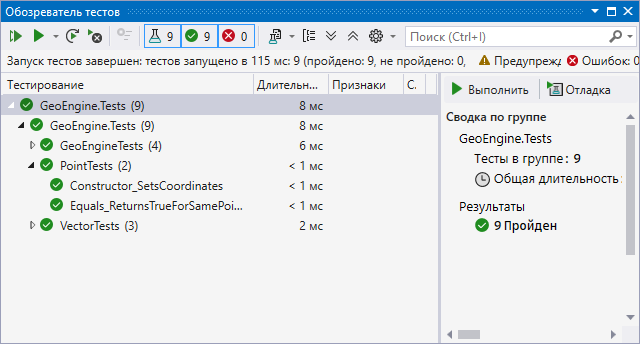 Обозреватель тестов
9 9 0 Поиск (Ctrl+I)
Запуск тестов завершен: тестов запущено в 115 мс: 9 (пройдено: 9, не пройдено: 0, Предупреж Ошибок: 0
Тестирование Длительн... Признаки С.
GeoEngine.Tests (9) 8 мс
GeoEngine.Tests (9) 8 мс
GeoEngineTests (4) 6 мс
PointTests (2) < 1 мс
Constructor_SetsCoordinates < 1 мс
Equals_ReturnsTrueForSamePoi... < 1 мс
VectorTests (3) 2 мс
Выполнить Отладка
Сводка по группе
GeoEngine.Tests
Тесты в группе: 9
Общая длительность:
Результаты
9 Пройден